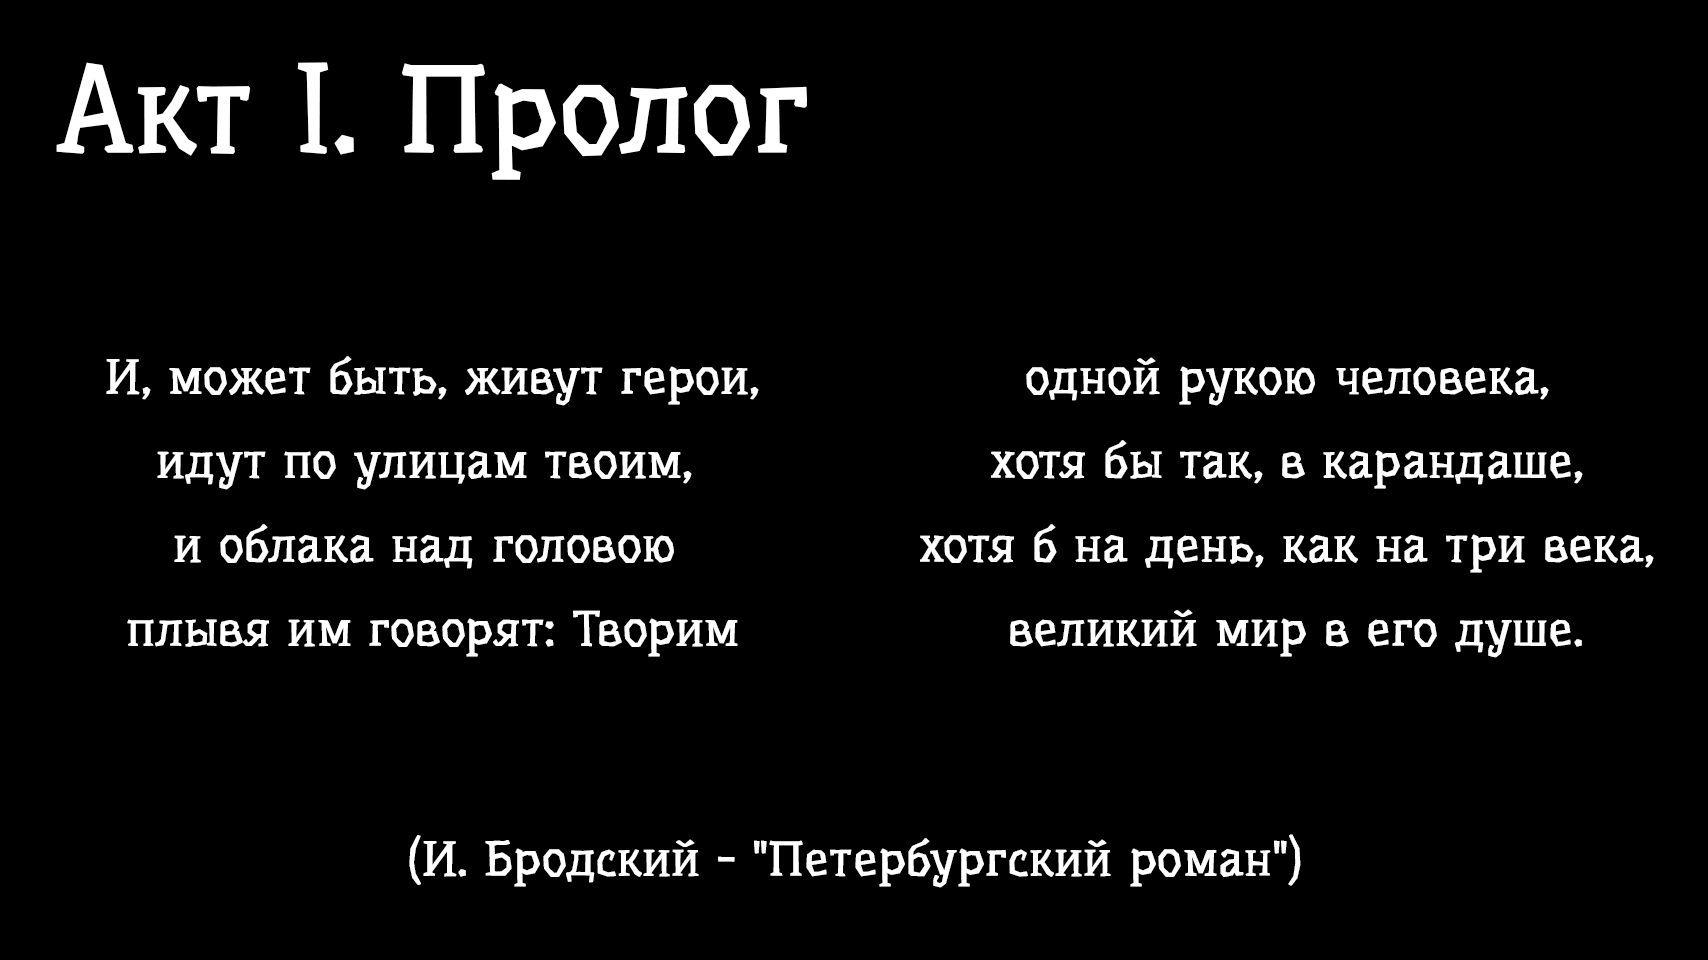 Акт I. Пролог
И, может быть, живут герои,
идут по улицам твоим,
и облака над головою
плывя им говорят: Творим
одной рукою человека,
хотя бы так, в карандаше,
хотя б на день, как на три века,
великий мир в его душе.
(И. Бродский - "Петербургский роман")